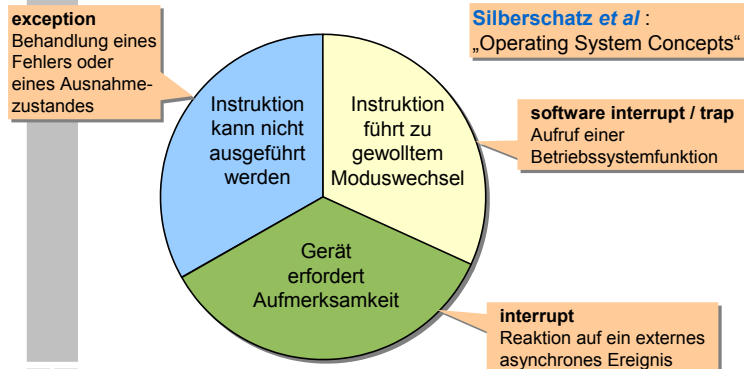 exception
Behandlung eines
Fehlers oder
eines Ausnahme-
zustandes
Silberschatz et al :
„Operating System Concepts“
Instruktion
kann nicht
ausgeführt
werden
Instruktion
führt zu
gewolltem
Moduswechsel
software interrupt / trap
Aufruf einer
Betriebssystemfunktion
Gerät
erfordert
Aufmerksamkeit
interrupt
Reaktion auf ein externes
asynchrones Ereignis